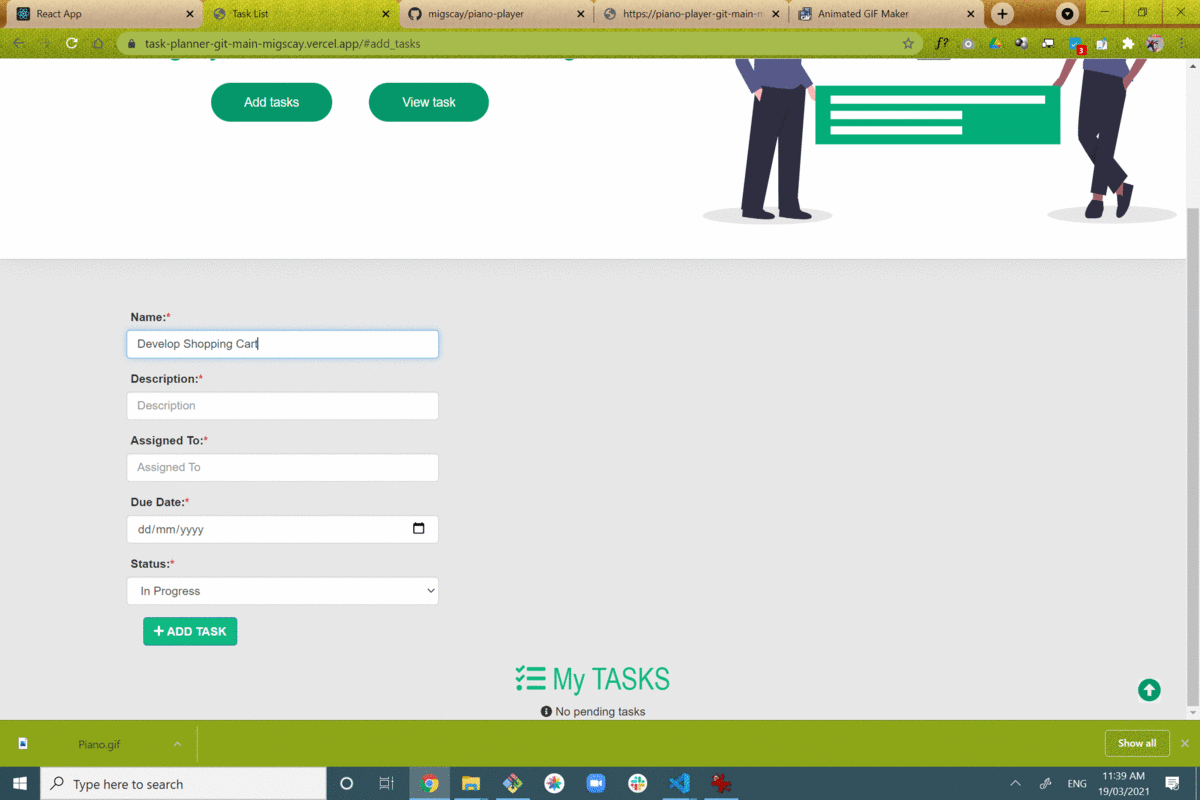 React App
Task List
migscay/piano-player
https://piano-player-git-main-m
Animated GIF Maker
task-planner-git-main-migscay.vercel.app/#add_tasks
f?
3
Add tasks
View task
Name:*
Develop Shopping Cart
Description:*
Description
Assigned To:*
Assigned To
Due Date:*
dd/mm/yyyy
Status:*
In Progress
+ ADD TASK
My TASKS
No pending tasks
Piano.gif
Show all
Type here to search
ENG
11:39 AM
19/03/2021